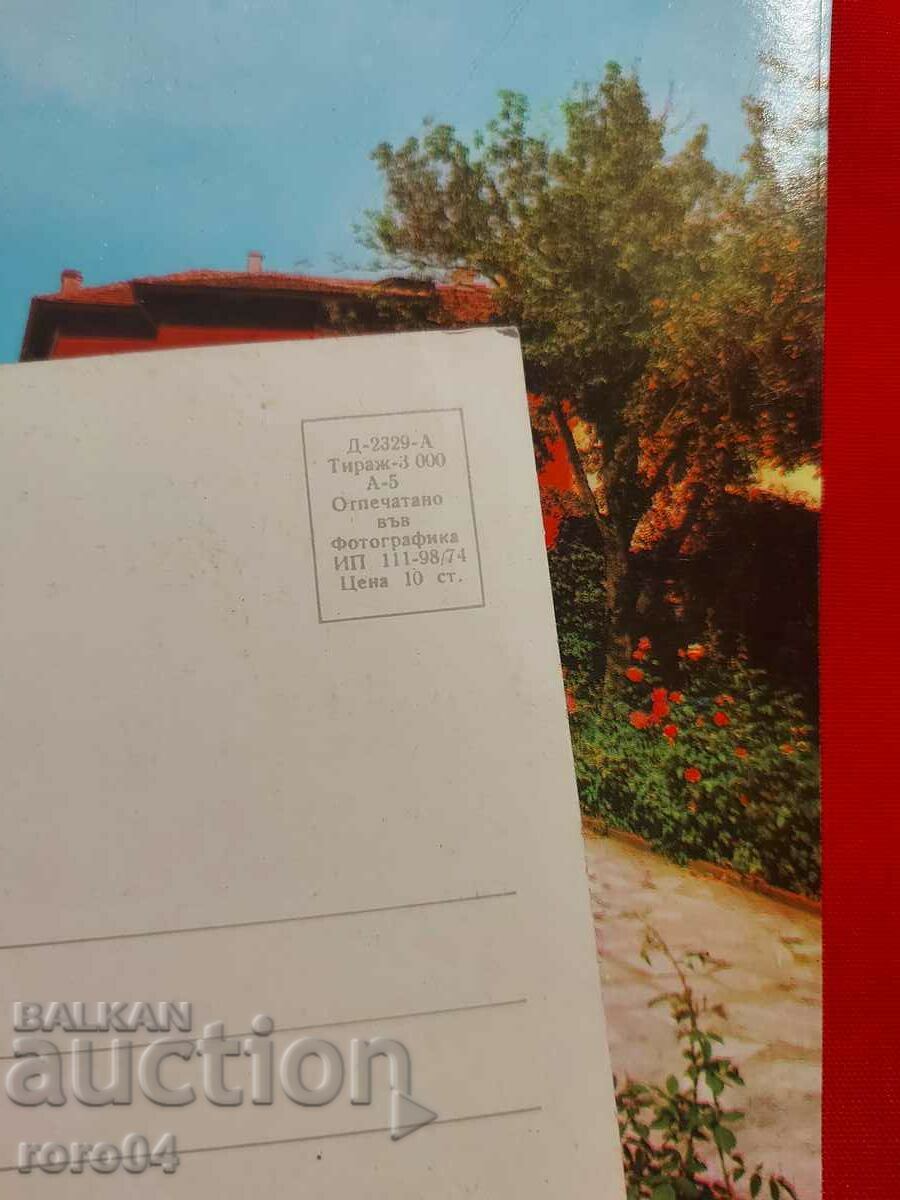 Д-2329-А
Тираж-3 000
А-5
Отпечатано
във
Фотографика
ИП 111-98/74
Цена 10 ст.
BALKAN
auction
roro04